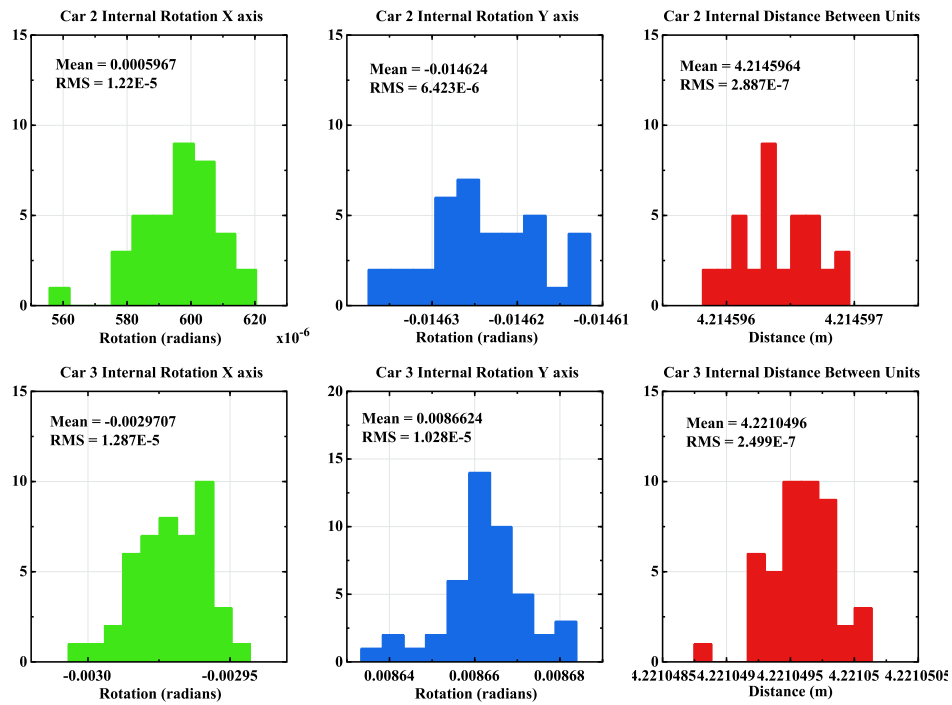 Car 2 Internal Rotation X axis
Mean = 0.0005967
RMS = 1.22E-5
15
10
5
0
560 580 600 620
x10-6
Rotation (radians)
Car 2 Internal Rotation Y axis
Mean = -0.014624
RMS = 6.423E-6
15
10
5
0
-0.01463 -0.01462 -0.01461
Rotation (radians)
Car 2 Internal Distance Between Units
Mean = 4.2145964
RMS = 2.887E-7
15
10
5
0
4.214596 4.214597
Distance (m)
Car 3 Internal Rotation X axis
Mean = -0.0029707
RMS = 1.287E-5
15
10
5
0
-0.0030 -0.00295
Rotation (radians)
Car 3 Internal Rotation Y axis
Mean = 0.0086624
RMS = 1.028E-5
20
15
10
5
0
0.00864 0.00866 0.00868
Rotation (radians)
Car 3 Internal Distance Between Units
Mean = 4.2210496
RMS = 2.499E-7
15
10
5
0
4.2210485 4.221049 4.2210495 4.22105 4.2210505
Distance (m)